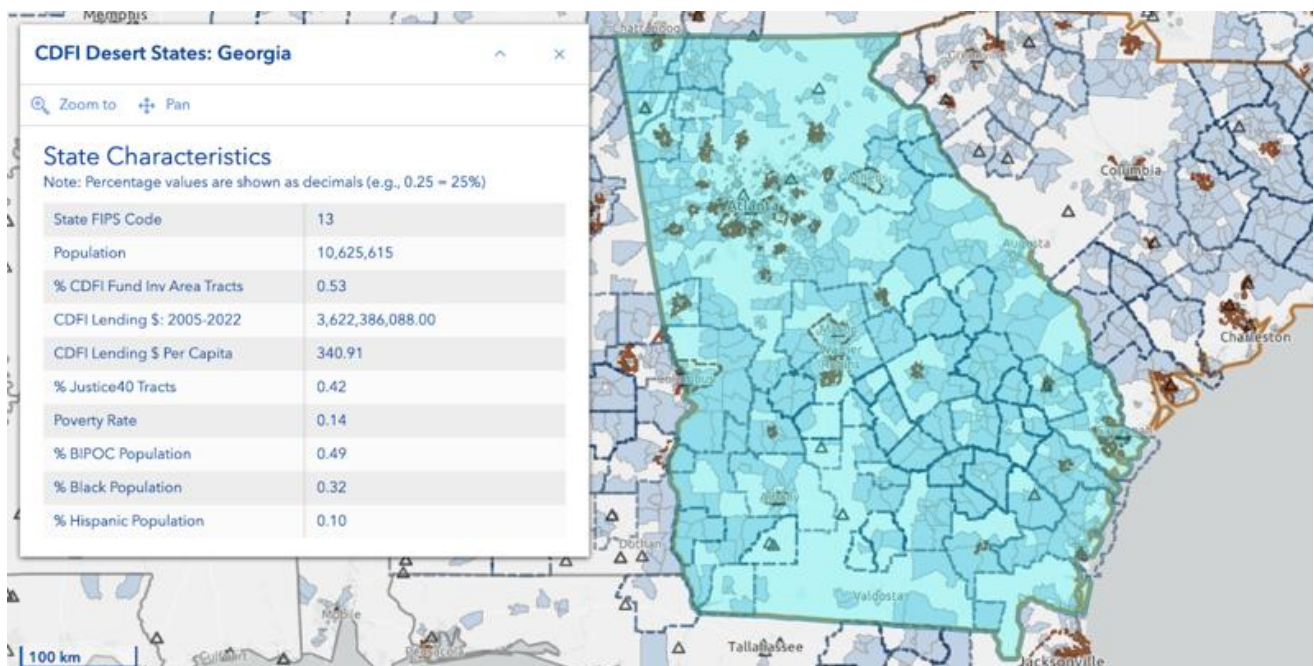 Memphis
CDFI Desert States: Georgia
Zoom to
Pan
State Characteristics
Note: Percentage values are shown as decimals (e.g., 0.25 = 25%)
State FIPS Code 13
Population 10,625,615
% CDFI Fund Inv Area Tracts 0.53
CDFI Lending $: 2005-2022 3,622,386,088.00
CDFI Lending $ Per Capita 340.91
% Justice40 Tracts 0.42
Poverty Rate 0.14
% BIPOC Population 0.49
% Black Population 0.32
% Hispanic Population 0.10
Atlanta
Columbia
Augusta
Charleston
Albany
Dothan
Valdosta
Mobile
Pensacola
Tallahassee
Jacksonville
100 km